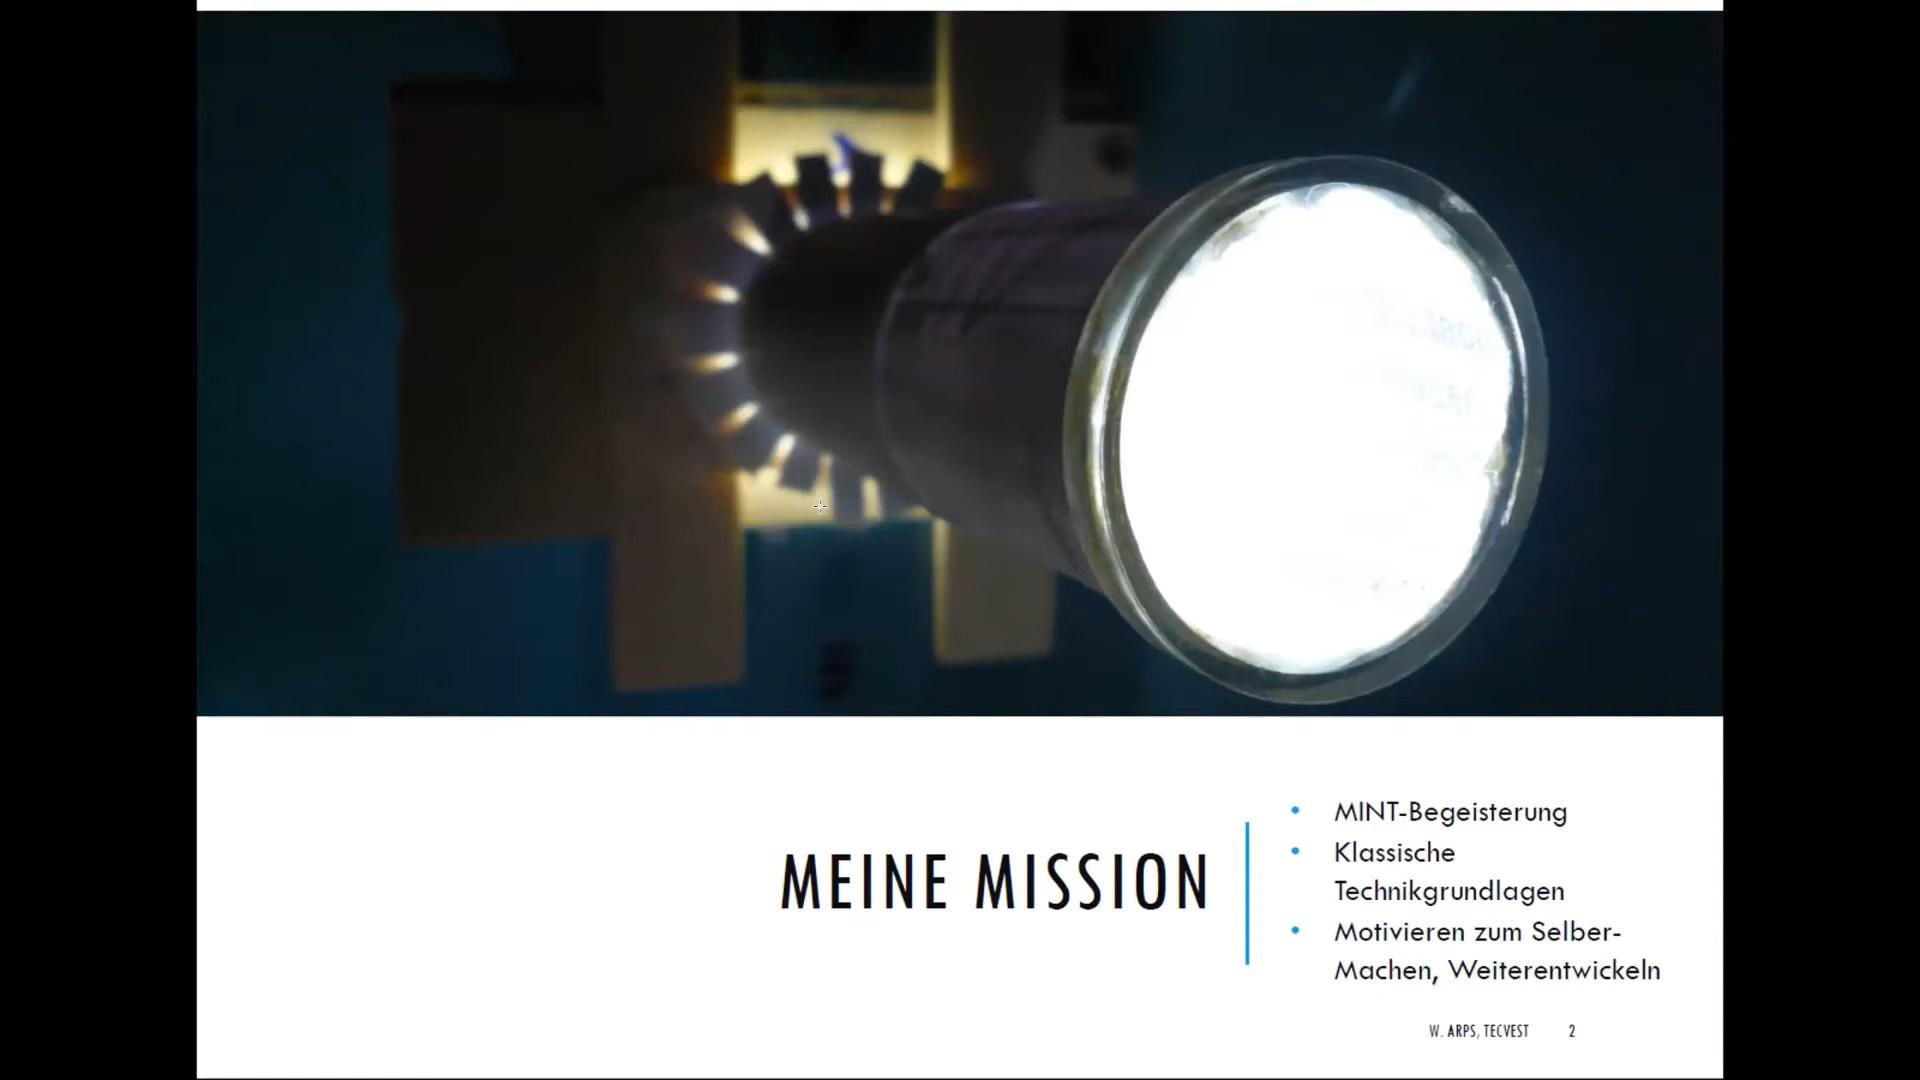 MEINE MISSION
• MINT-Begeisterung
• Klassische
Technikgrundlagen
• Motivieren zum Selber-
Machen, Weiterentwickeln
W. ARPS, TECVEST 2